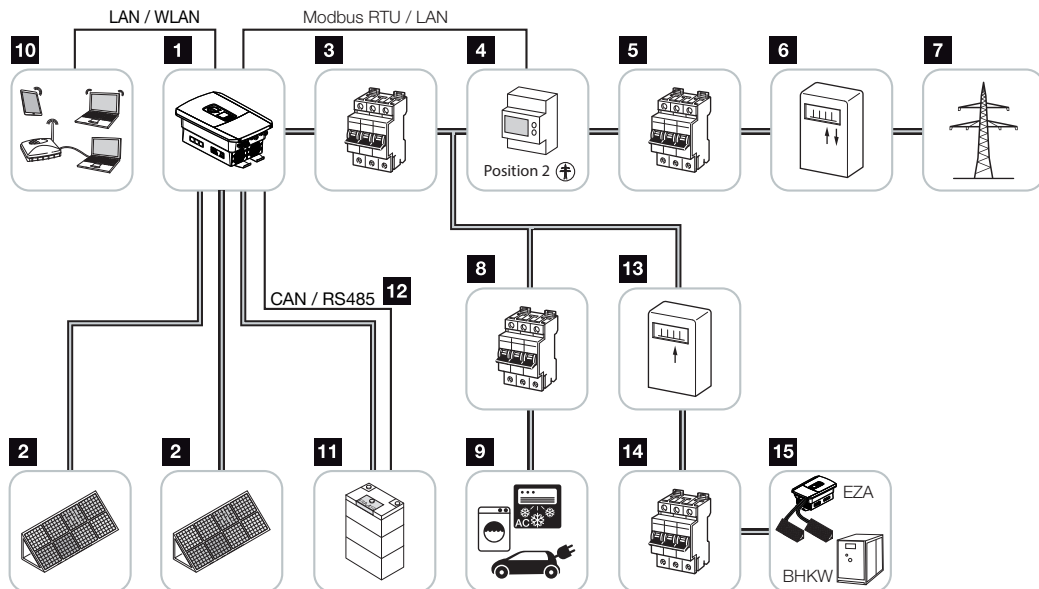 LAN / WLAN
Modbus RTU / LAN
10
1
3
4
5
6
7
Position 2
8
13
CAN / RS485
12
2
2
11
9
14
15
AC
EZA
BHKW